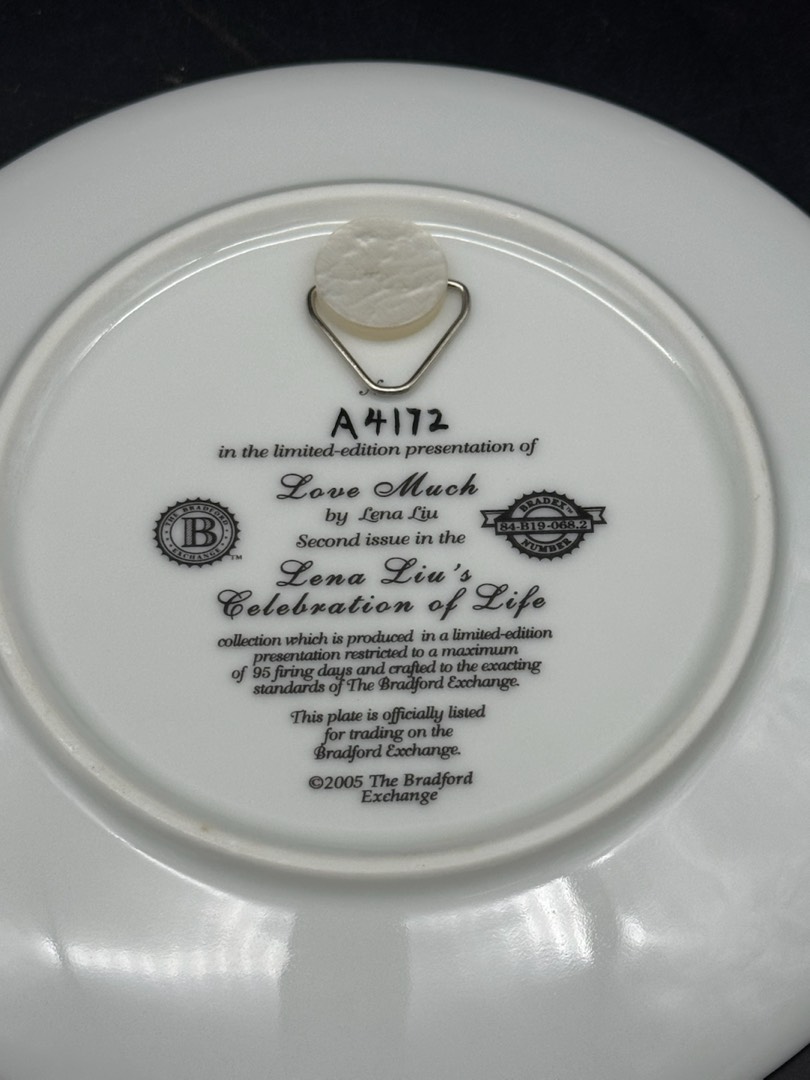 A4172
in the limited-edition presentation of
Love Much
by Lena Liu
Second issue in the
Lena Liu's
Celebration of Life
collection which is produced in a limited-edition
presentation restricted to a maximum
of 95 firing days and crafted to the exacting
standards of The Bradford Exchange.
This plate is officially listed
for trading on the
Bradford Exchange.
©2005 The Bradford
Exchange
THE BRADFORD
B
EXCHANGE
TM
BRADEX™
84-B19-068.2
NUMBER